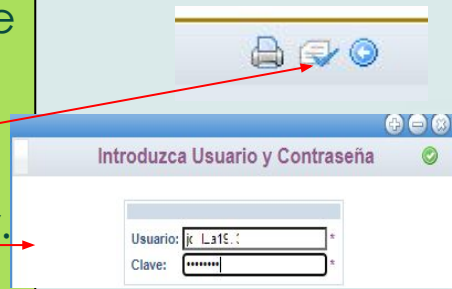 e
Introduzca Usuario y Contraseña
.
Usuario: *
Clave: •••••••• *